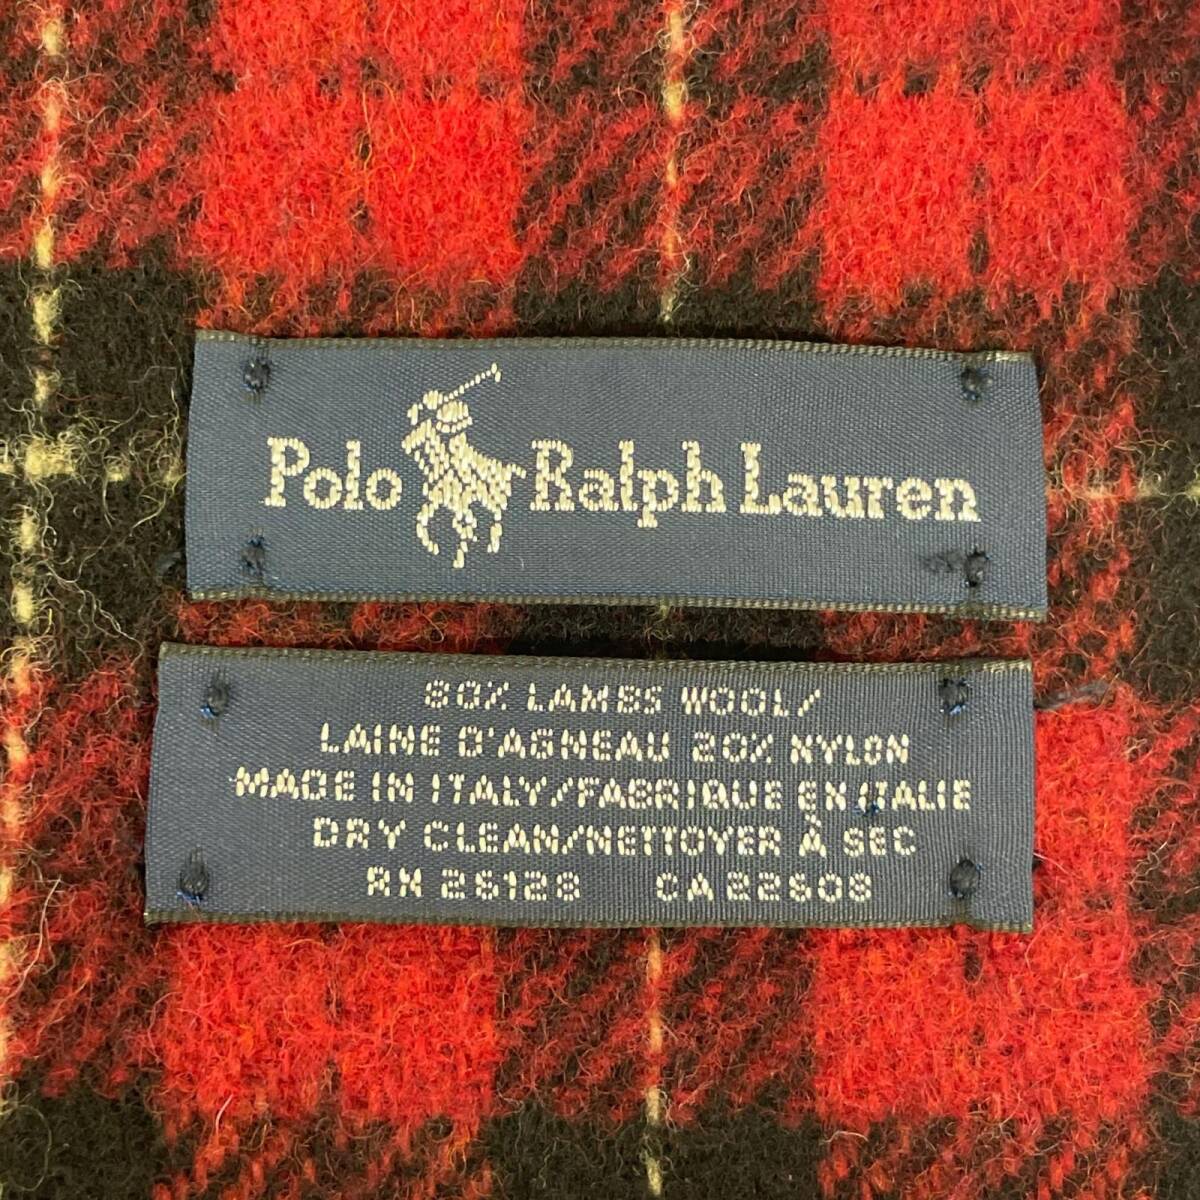 Polo Ralph Lauren
80% LAMBS WOOL/
LAINE D'AGNEAU 20% NYLON
MADE IN ITALY/FABRIQUE EN ITALIE
DRY CLEAN/NETTOYER À SEC
RN 26128 CA 22608